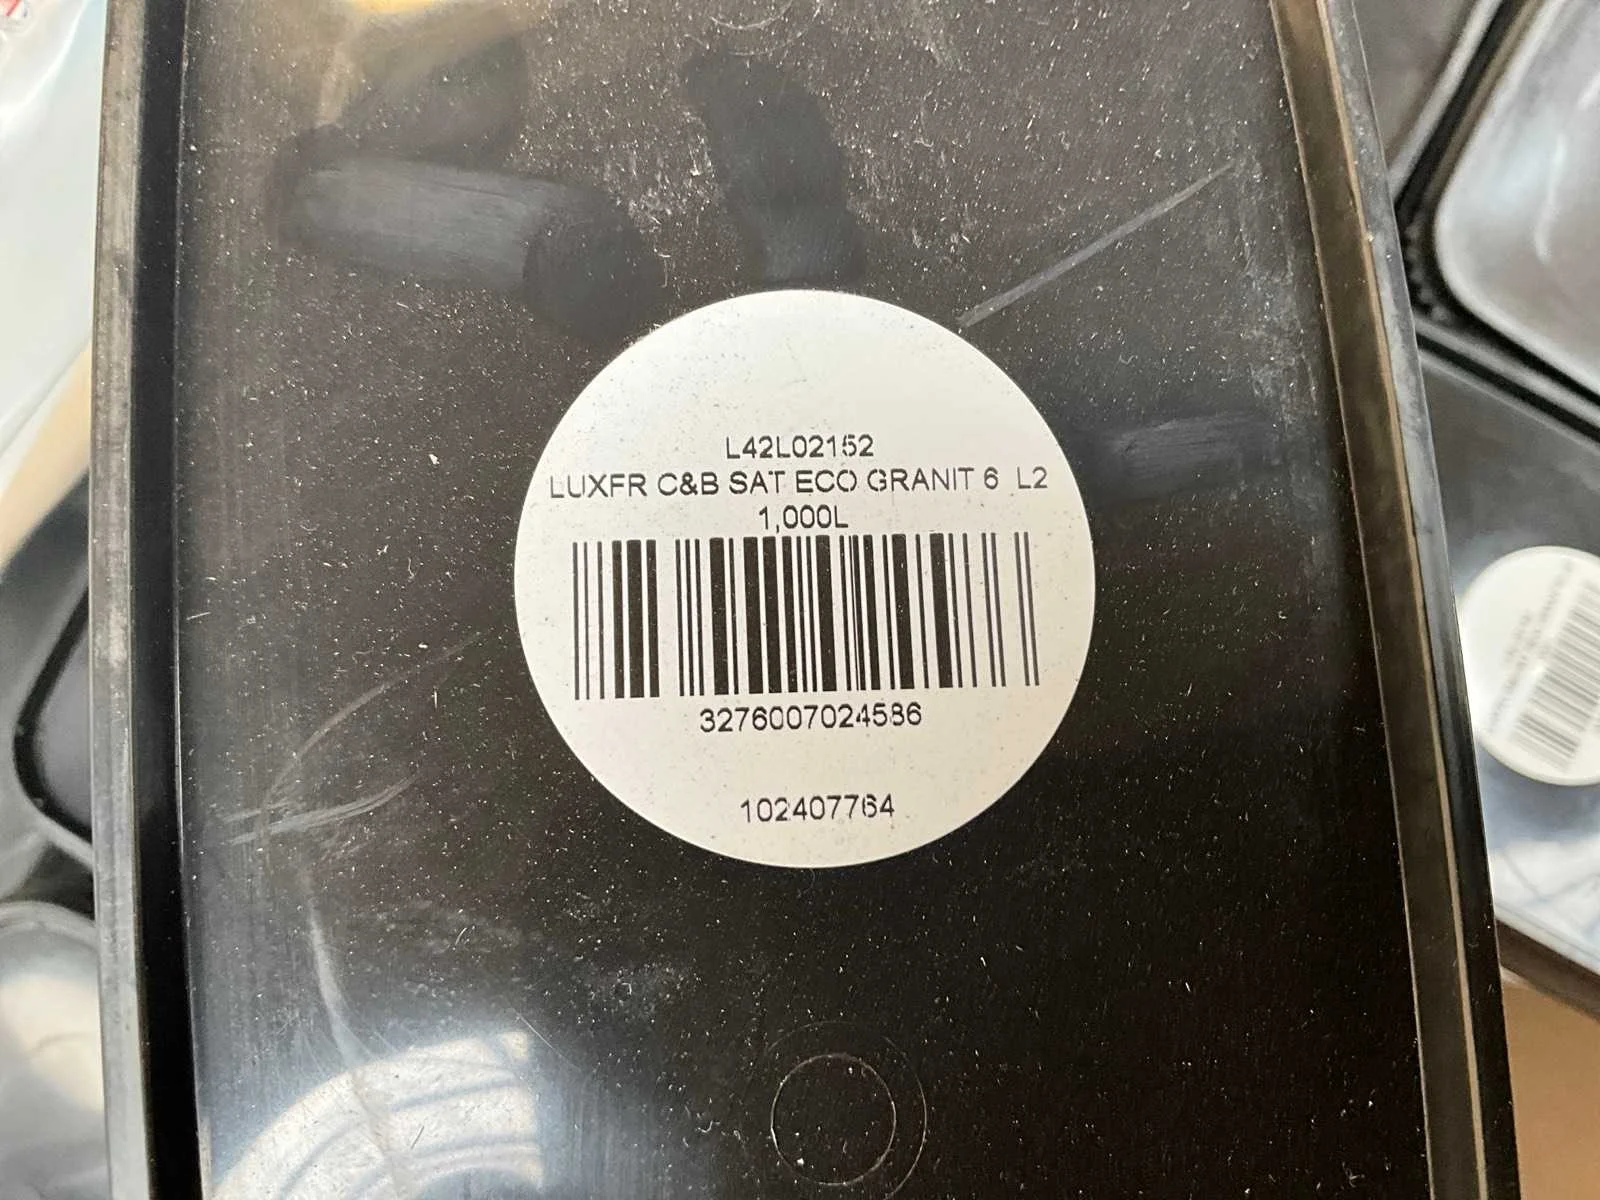 L42L02152
LUXFR C&B SAT ECO GRANIT 6 L2
1,000L
3276007024586
102407764